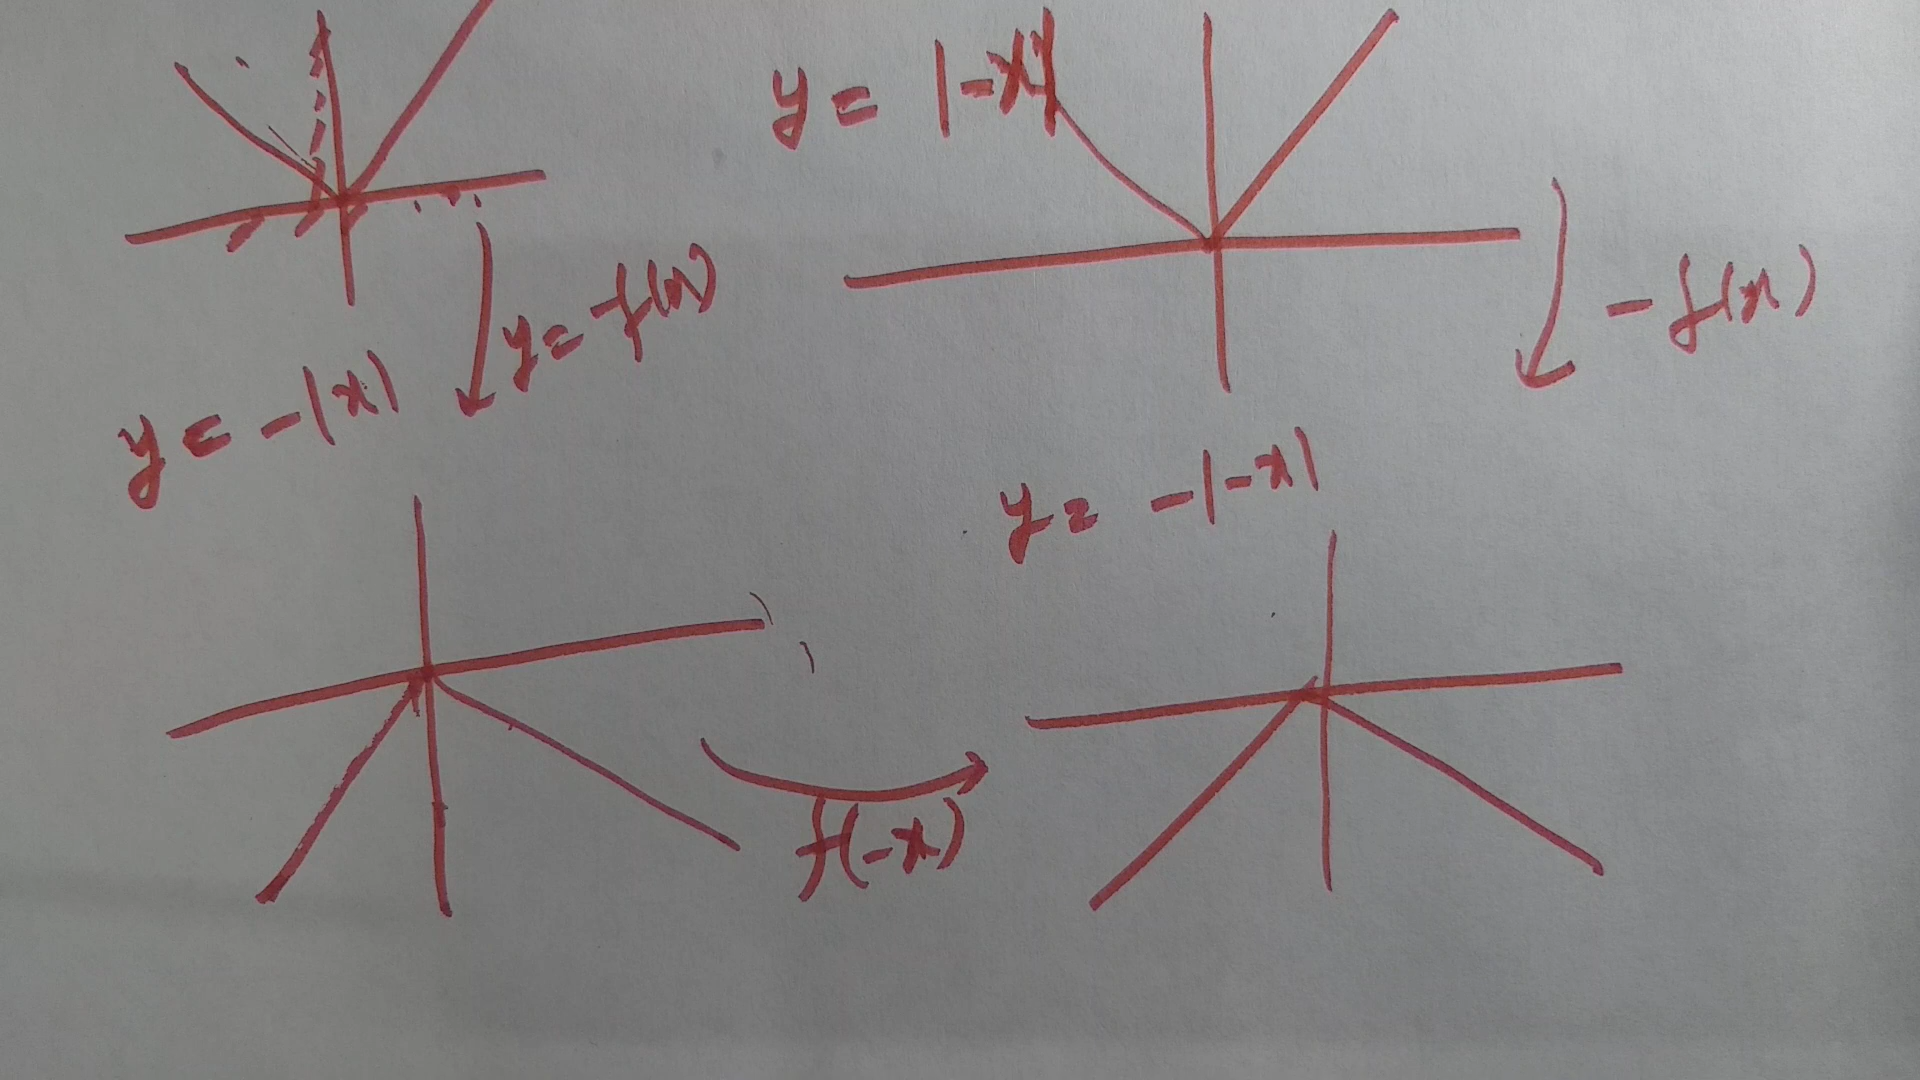 y = |-x|
y = -f(x)
-f(x)
y = -|x|
y = -|-x|
f(-x)